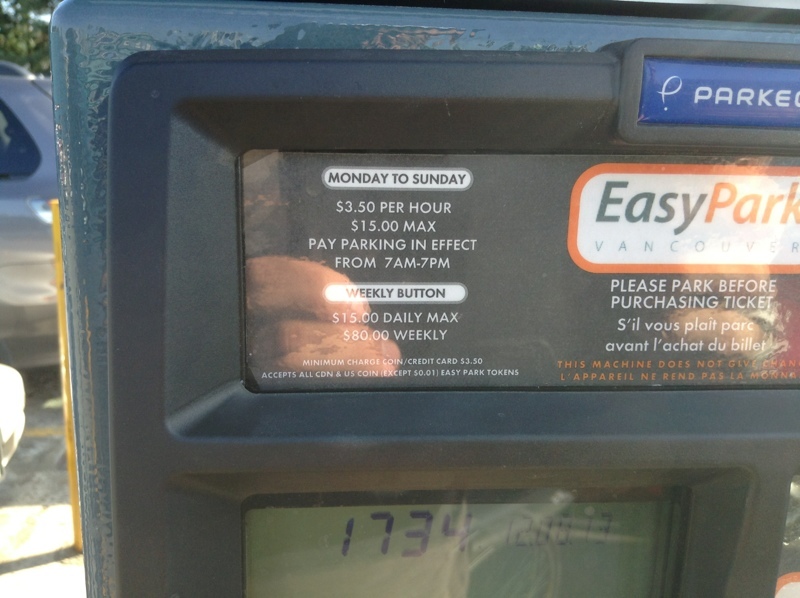 MONDAY TO SUNDAY
$3.50 PER HOUR
$15.00 MAX
PAY PARKING IN EFFECT
FROM 7AM-7PM
WEEKLY BUTTON
$15.00 DAILY MAX
$80.00 WEEKLY
MINIMUM CHARGE COIN/CREDIT CARD $3.50
ACCEPTS ALL CDN & US COIN (EXCEPT $0.01) EASY PARK TOKENS
EasyPark
VANCOUVER
PLEASE PARK BEFORE
PURCHASING TICKET
S'il vous plait parc
avant l'achat du billet
THIS MACHINE DOES NOT GIVE CHAN
L'APPAREIL NE REND PAS LA MONN
PARKEO
1734